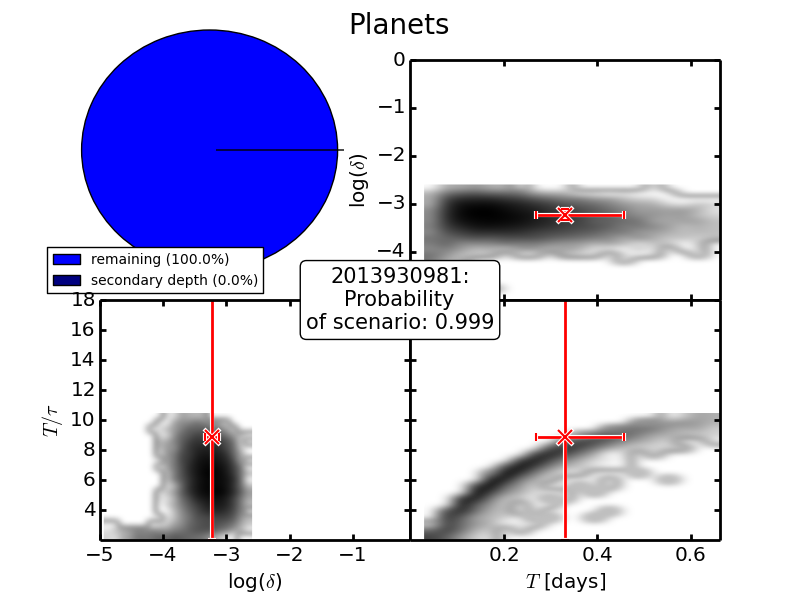 Planets
remaining (100.0%)
secondary depth (0.0%)
0
−1
−2
−3
−4
log(δ)
2013930981:
Probability
of scenario: 0.999
18
16
14
12
10
8
6
4
T/τ
−5 −4 −3 −2 −1
log(δ)
0.2 0.4 0.6
T [days]